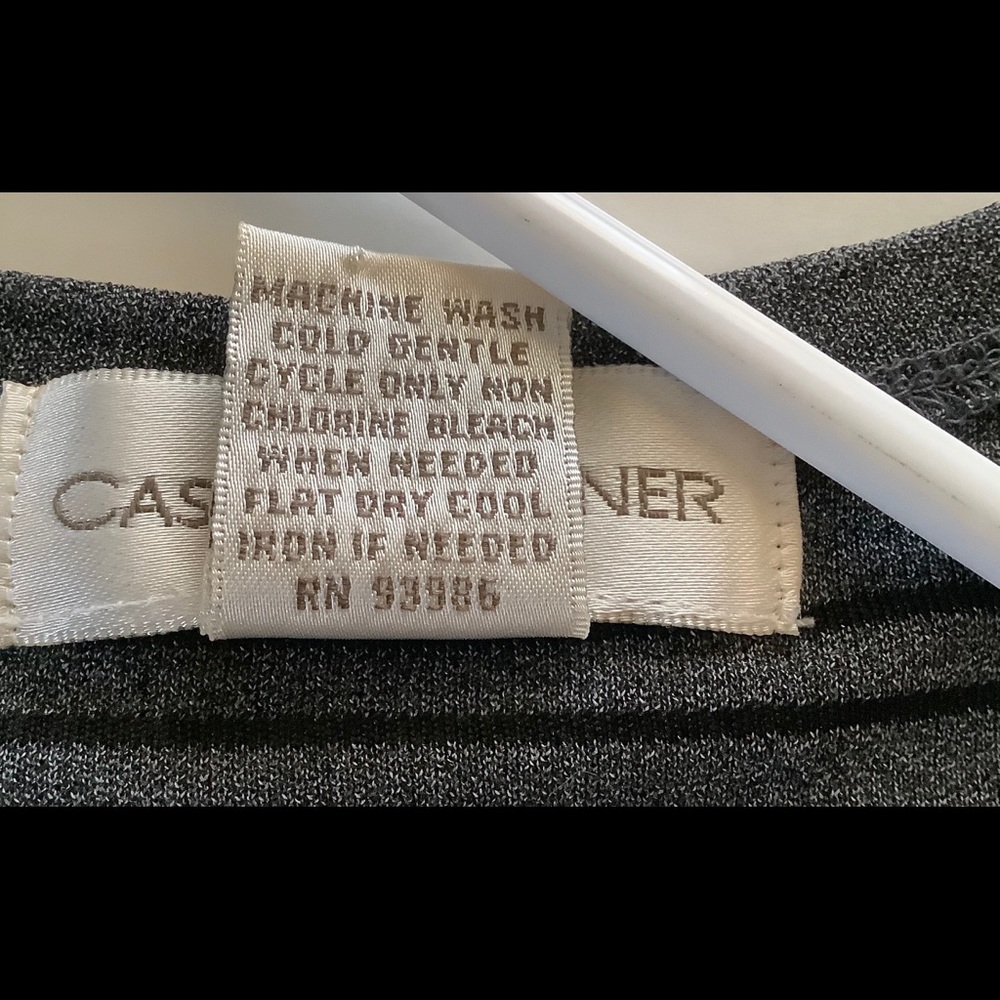 MACHINE WASH
COLD GENTLE
CYCLE ONLY NON
CHLORINE BLEACH
WHEN NEEDED
FLAT DRY COOL
IRON IF NEEDED
RN 93986
CAS NER